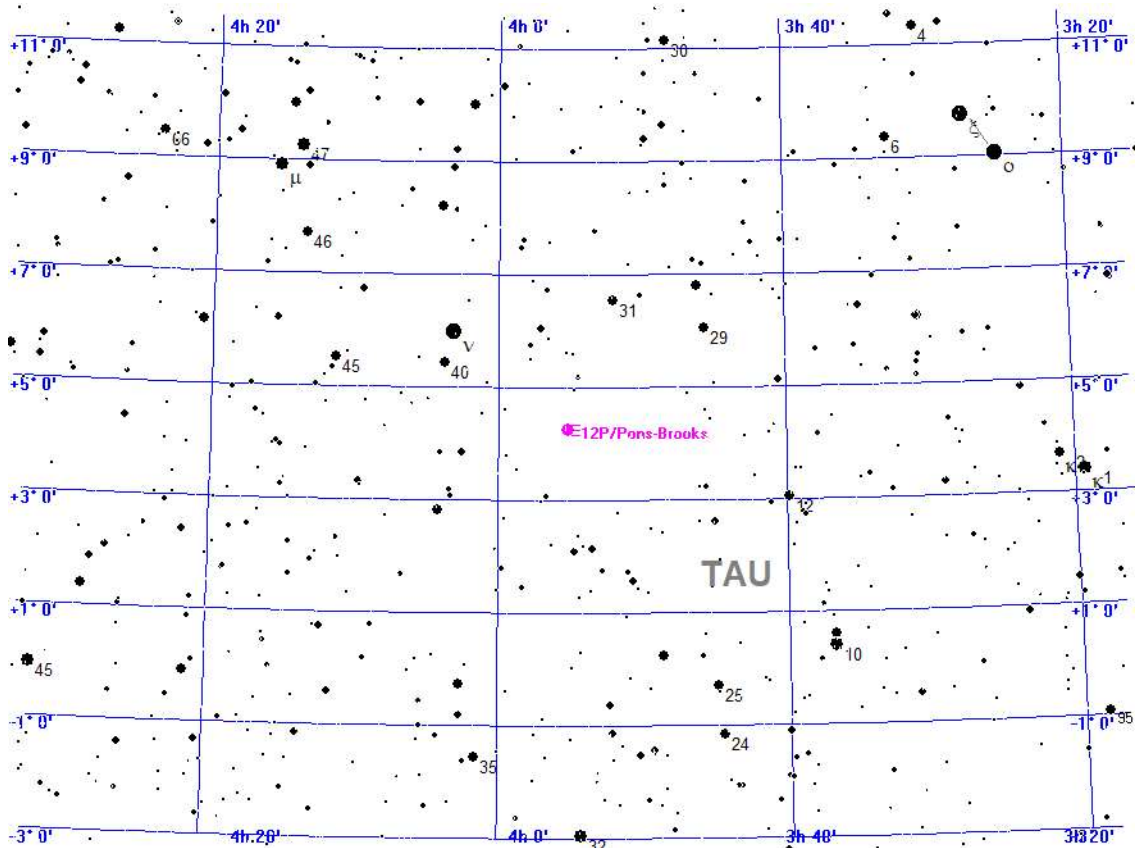 4h 20' 4h 0' 3h 40' 3h 20'
+11° 0' 30 4 +11° 0'
66 47 6 ξ
+9° 0' μ ο +9° 0'
46
+7° 0' +7° 0'
31 29
ν
45 40
+5° 0' +5° 0'
12P/Pons-Brooks
κ2
κ1
+3° 0' 12 +3° 0'
TAU
+1° 0' +1° 0'
45 10
25
-1° 0' 24 95 -1° 0'
35
-3° 0' 4h 20' 4h 0' 32 3h 40' 3h 20'